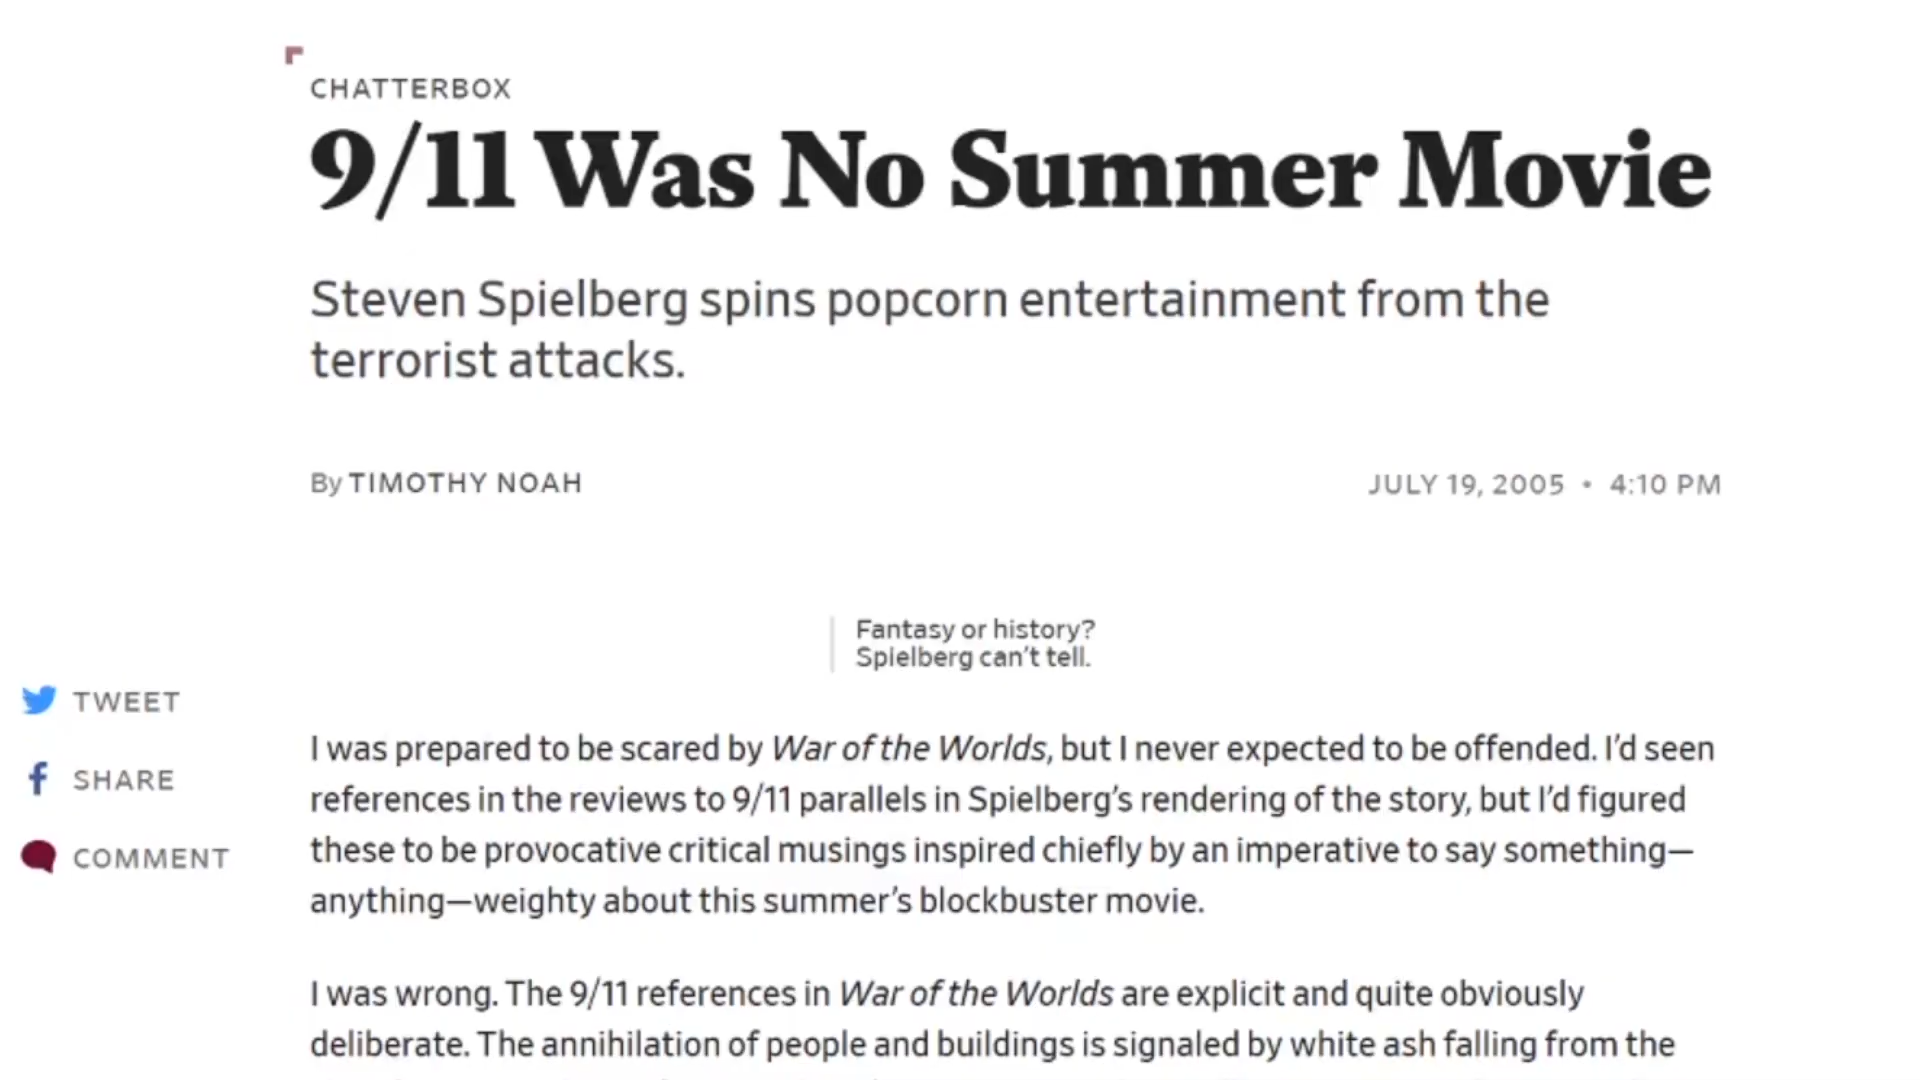 CHATTERBOX
9/11 Was No Summer Movie
Steven Spielberg spins popcorn entertainment from the
terrorist attacks.
By TIMOTHY NOAH
JULY 19, 2005 • 4:10 PM
Fantasy or history?
Spielberg can’t tell.
TWEET
SHARE
COMMENT
I was prepared to be scared by War of the Worlds, but I never expected to be offended. I’d seen
references in the reviews to 9/11 parallels in Spielberg’s rendering of the story, but I’d figured
these to be provocative critical musings inspired chiefly by an imperative to say something—
anything—weighty about this summer’s blockbuster movie.
I was wrong. The 9/11 references in War of the Worlds are explicit and quite obviously
deliberate. The annihilation of people and buildings is signaled by white ash falling from the